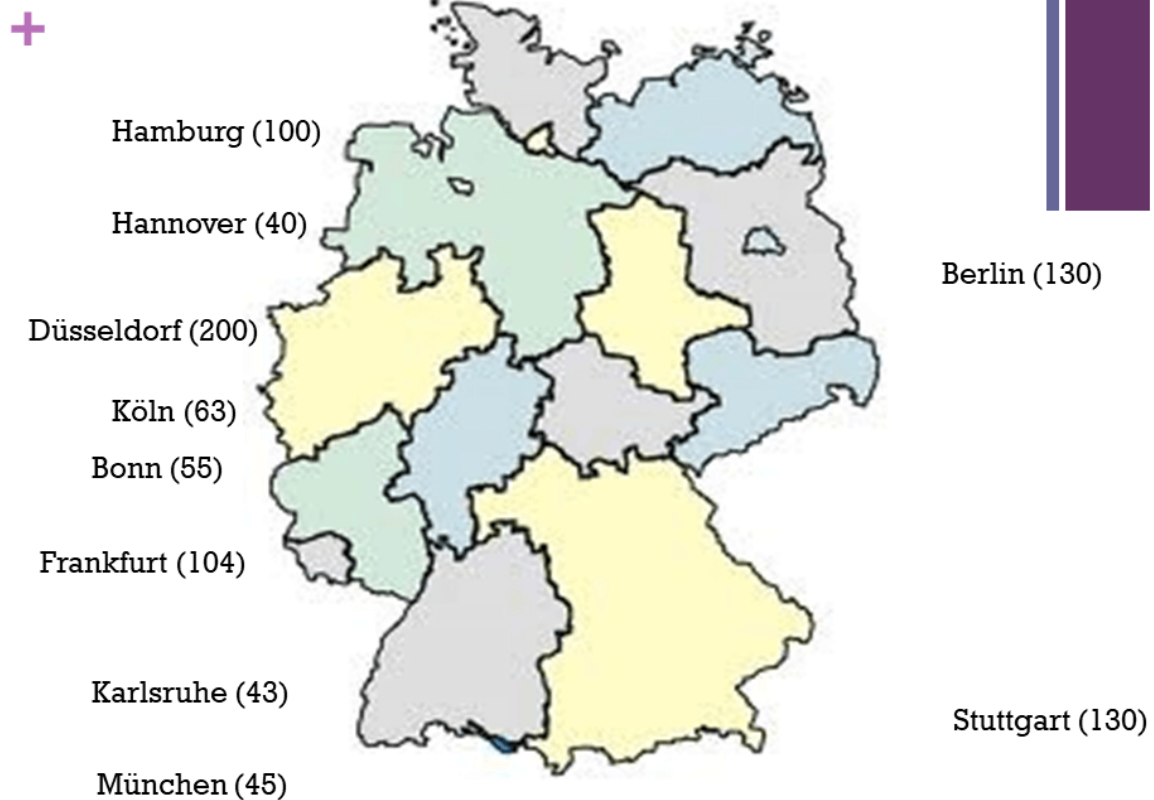 +
Hamburg (100)
Hannover (40)
Berlin (130)
Düsseldorf (200)
Köln (63)
Bonn (55)
Frankfurt (104)
Karlsruhe (43)
Stuttgart (130)
München (45)